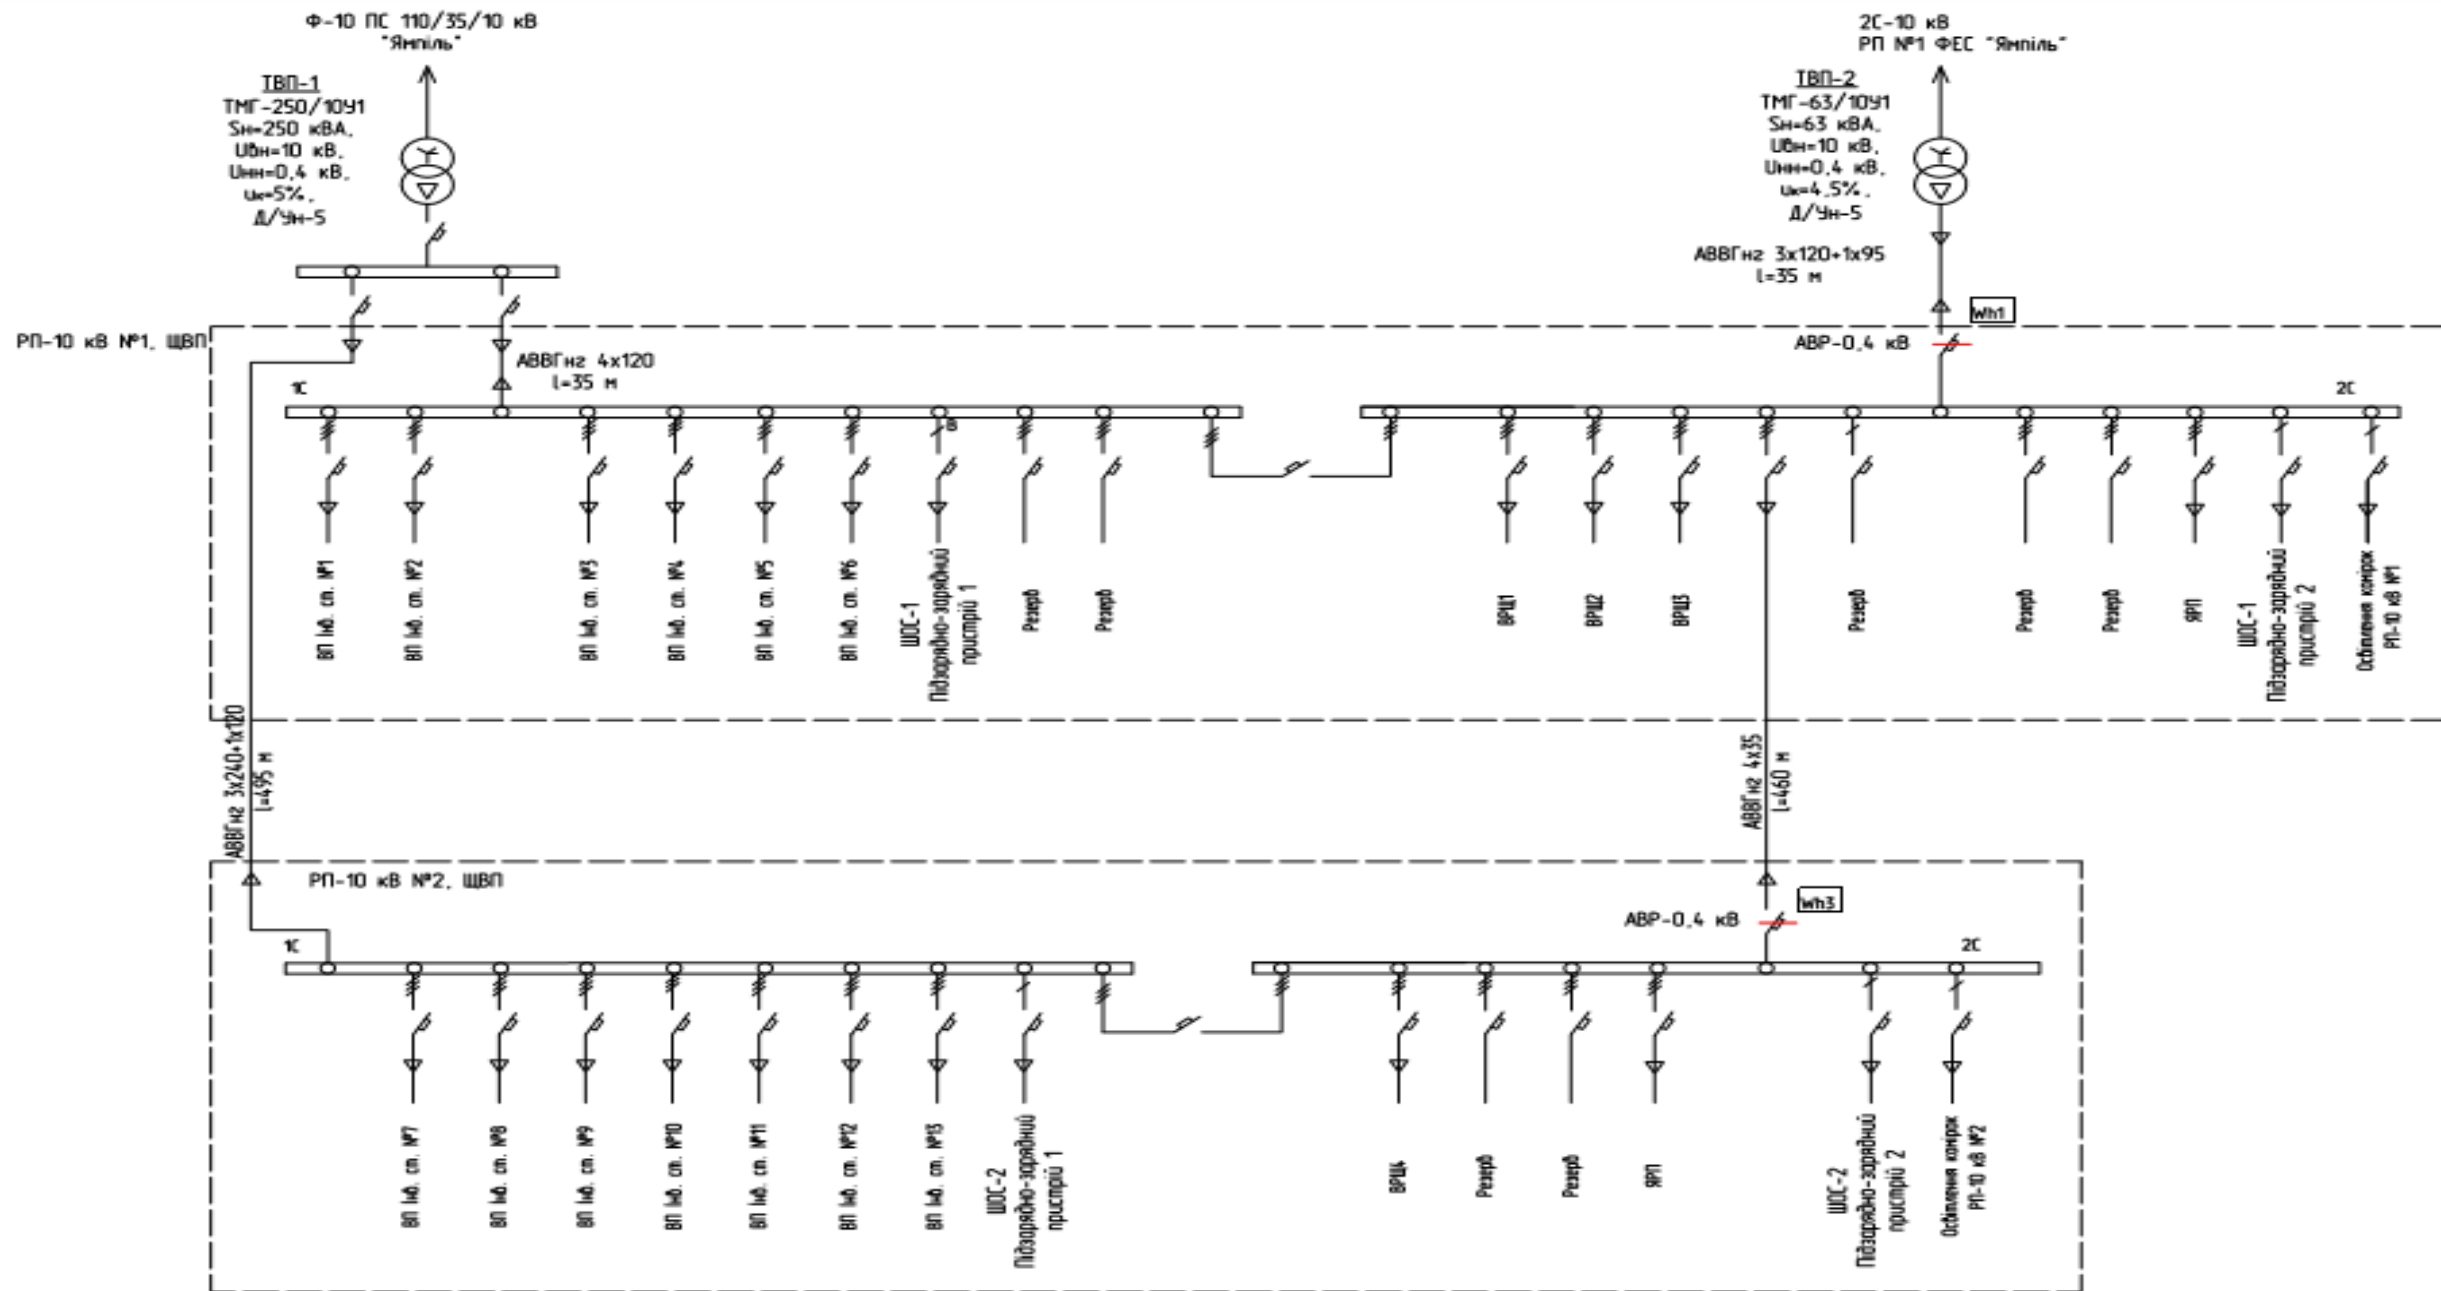 Ф-10 ПС 110/35/10 кВ
"Ямпіль"
ТВП-1
ТМГ-250/10У1
Sн=250 кВА,
Uвн=10 кВ,
Uнн=0,4 кВ,
uк=5%,
Д/Ун-5
2С-10 кВ
РП №1 ФЕС "Ямпіль"
ТВП-2
ТМГ-63/10У1
Sн=63 кВА,
Uвн=10 кВ,
Uнн=0,4 кВ,
uк=4,5%,
Д/Ун-5
АВВГнг 3х120+1х95
l=35 м
Wh1
РП-10 кВ №1, ЩВП
АВР-0,4 кВ
АВВГнг 4х120
l=35 м
1С
2С
ВП Інв. ст. №1
ВП Інв. ст. №2
ВП Інв. ст. №3
ВП Інв. ст. №4
ВП Інв. ст. №5
ВП Інв. ст. №6
ШОС-1
Підзарядно-зарядний
пристрій 1
Резерв
Резерв
ВРЩ1
ВРЩ2
ВРЩ3
Резерв
Резерв
Резерв
ЯРП
ШОС-1
Підзарядно-зарядний
пристрій 2
Освітлення комірок
РП-10 кВ №1
АВВГнг 3х240+1х120
l=495 м
АВВГнг 4х35
l=460 м
РП-10 кВ №2, ЩВП
Wh3
АВР-0,4 кВ
1С
2С
ВП Інв. ст. №7
ВП Інв. ст. №8
ВП Інв. ст. №9
ВП Інв. ст. №10
ВП Інв. ст. №11
ВП Інв. ст. №12
ВП Інв. ст. №13
ШОС-2
Підзарядно-зарядний
пристрій 1
ВРЩ4
Резерв
Резерв
ЯРП
ШОС-2
Підзарядно-зарядний
пристрій 2
Освітлення комірок
РП-10 кВ №2